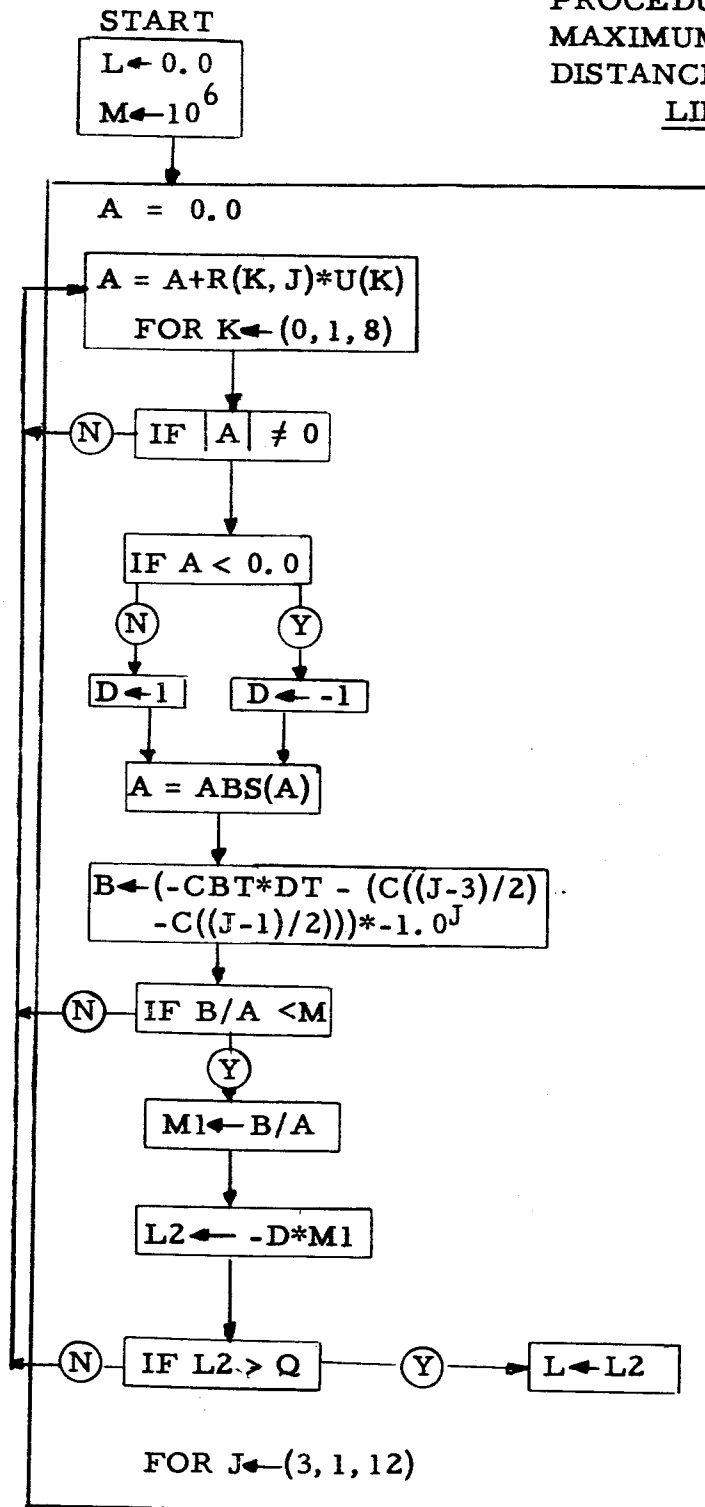 START
PROCEDU
MAXIMUM
DISTANCE
LI
L←0.0
M←10^6
A = 0.0
A = A+R(K, J)*U(K)
FOR K←(0, 1, 8)
N
IF |A| ≠ 0
IF A < 0.0
N
Y
D←1
D← -1
A = ABS(A)
B←(-CBT*DT - (C((J-3)/2)
-C((J-1)/2)))*-1.0^J
N
IF B/A <M
Y
M1←B/A
L2← -D*M1
N
IF L2 > Q
Y
L←L2
FOR J←(3, 1, 12)